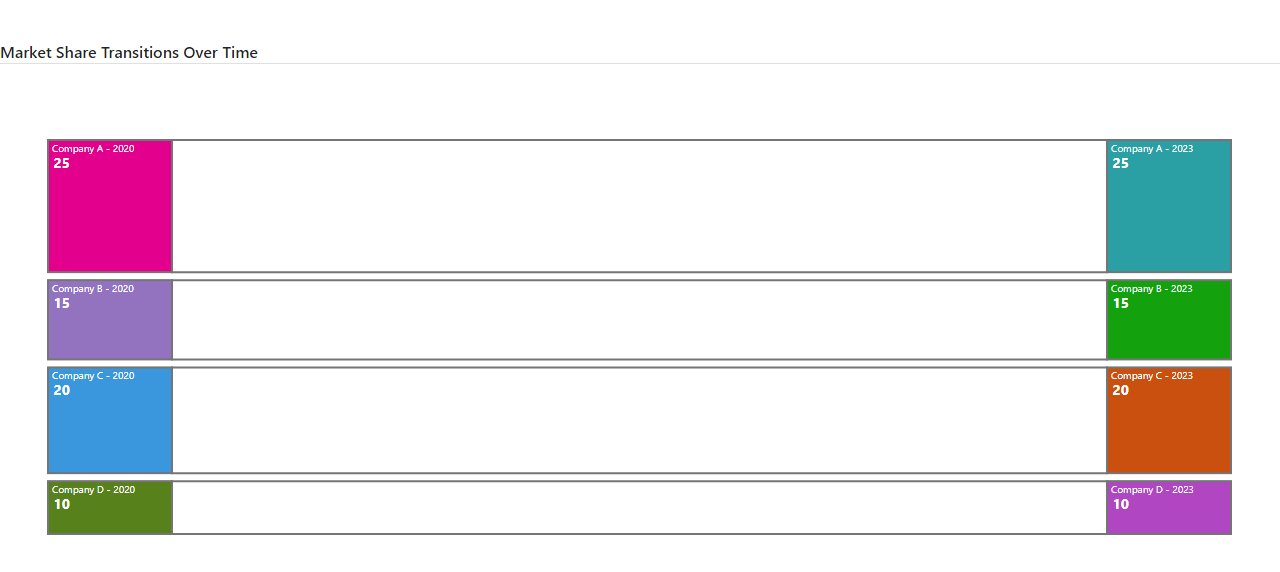 Market Share Transitions Over Time
Company A - 2020
25
Company A - 2023
25
Company B - 2020
15
Company B - 2023
15
Company C - 2020
20
Company C - 2023
20
Company D - 2020
10
Company D - 2023
10